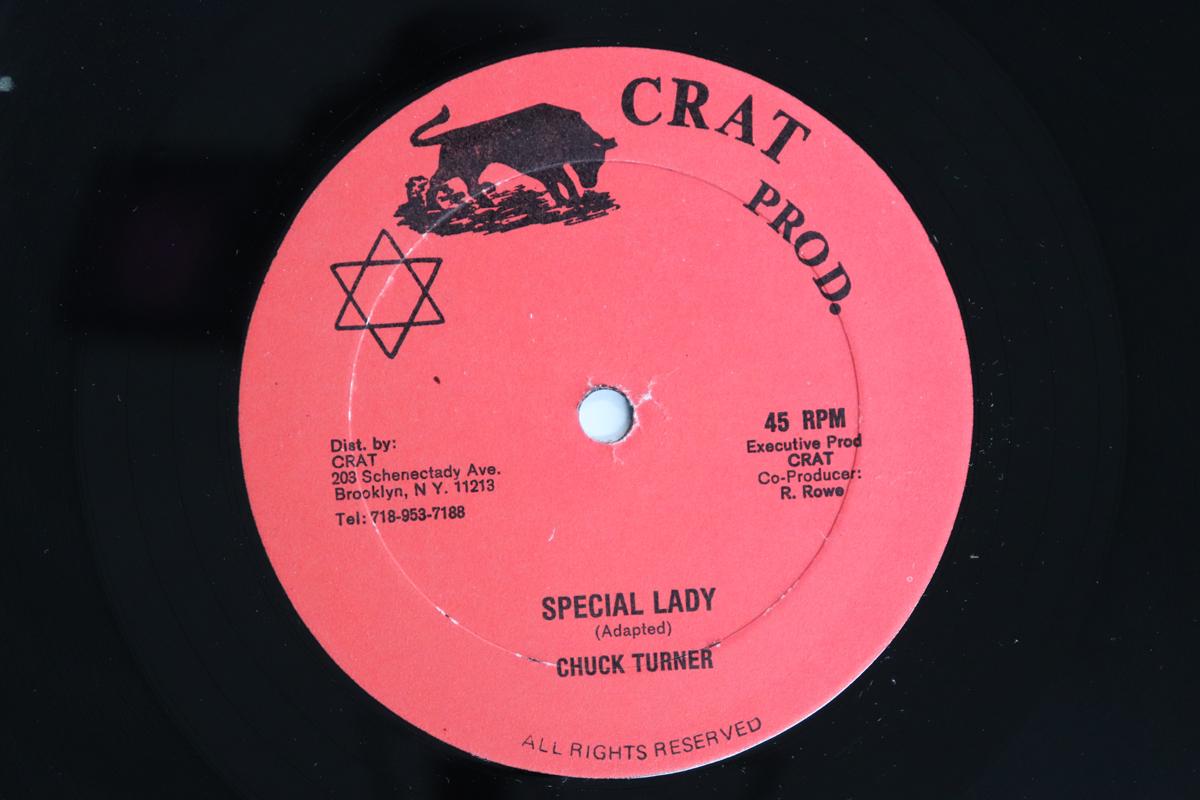 CRAT
PROD.
Dist. by:
CRAT
203 Schenectady Ave.
Brooklyn, N Y. 11213
Tel: 718-953-7188
45 RPM
Executive Prod
CRAT
Co-Producer:
R. Rowe
SPECIAL LADY
(Adapted)
CHUCK TURNER
ALL RIGHTS RESERVED